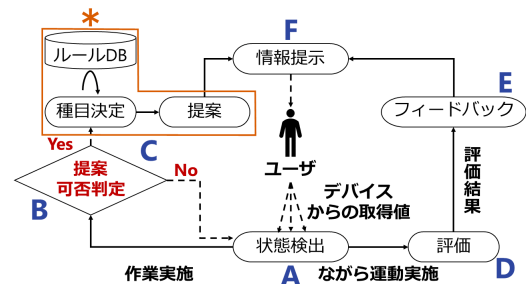 *
F
ルールDB
情報提示
E
種目決定
提案
フィードバック
Yes
C
ユーザ
提案
可否判定
No
B
デバイス
からの取得値
評価結果
状態検出
評価
作業実施
A
ながら運動実施
D